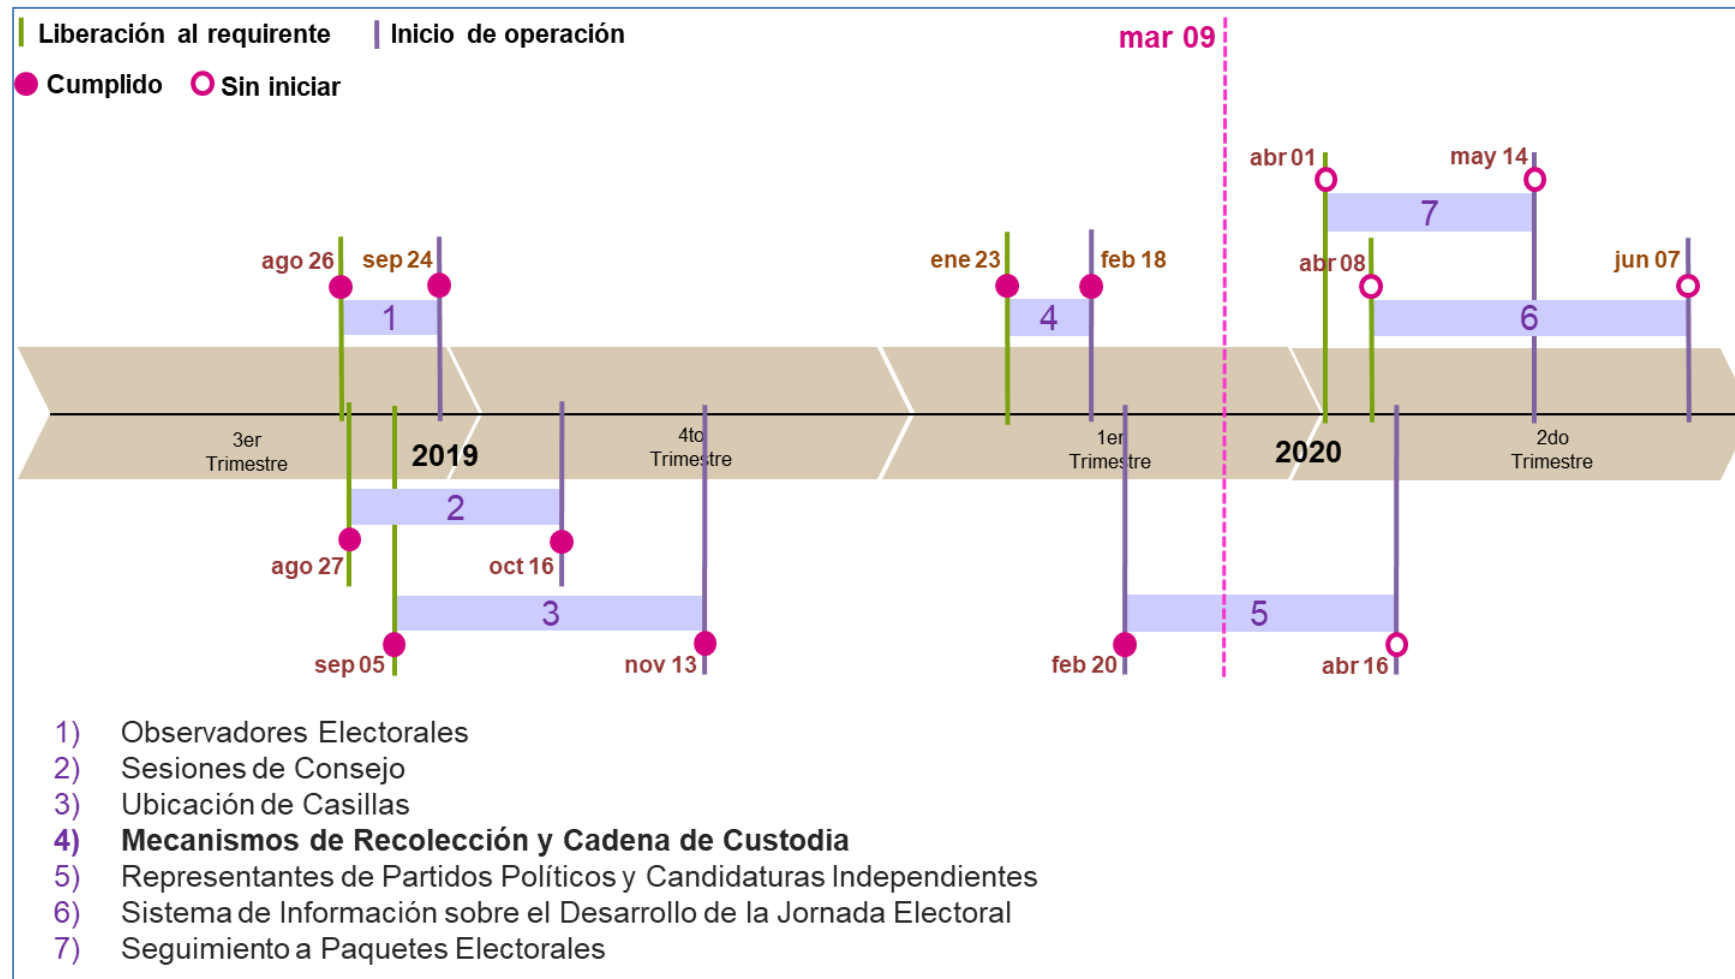 Liberación al requirente
Inicio de operación
mar 09
Cumplido
Sin iniciar
abr 01
may 14
7
ago 26
sep 24
ene 23
feb 18
abr 08
jun 07
1
4
6
3er
Trimestre
2019
4to
Trimestre
1er
Trimestre
2020
2do
Trimestre
2
ago 27
oct 16
3
5
sep 05
nov 13
feb 20
abr 16
1) Observadores Electorales
2) Sesiones de Consejo
3) Ubicación de Casillas
4) Mecanismos de Recolección y Cadena de Custodia
5) Representantes de Partidos Políticos y Candidaturas Independientes
6) Sistema de Información sobre el Desarrollo de la Jornada Electoral
7) Seguimiento a Paquetes Electorales